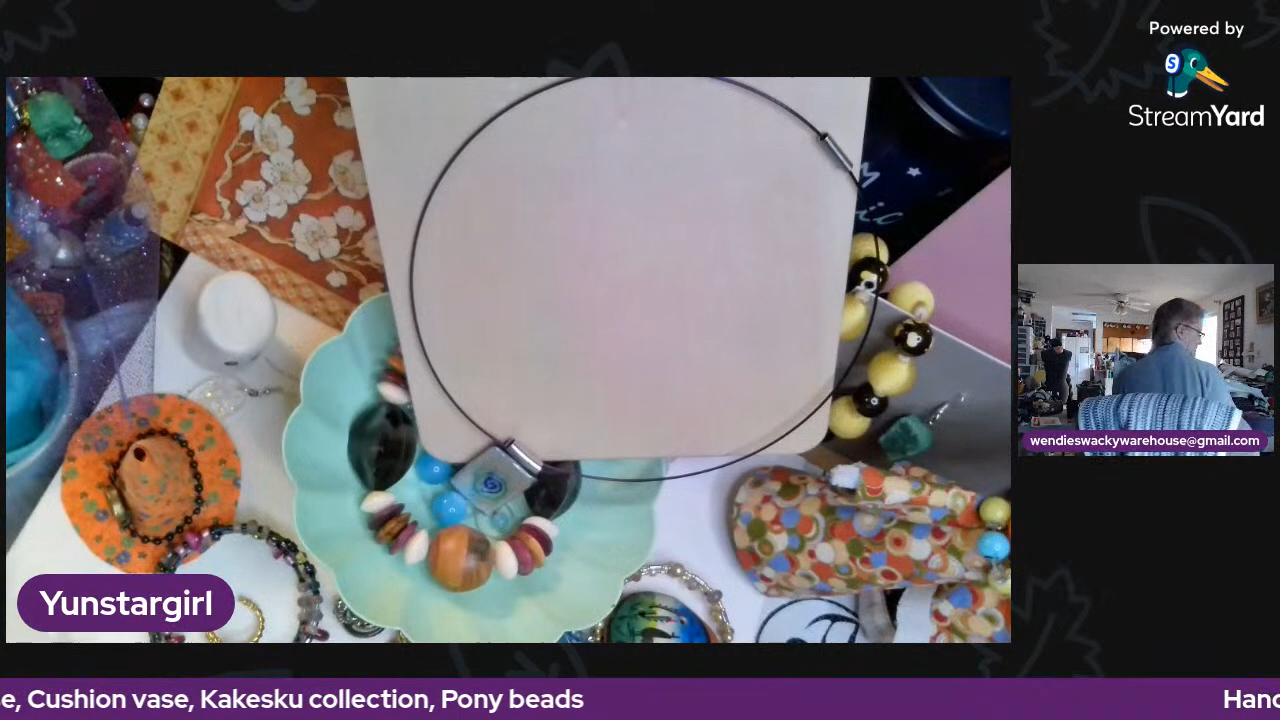 Powered by
StreamYard
wendieswackywarehouse@gmail.com
Yunstargirl
e, Cushion vase, Kakesku collection, Pony beads
Hand